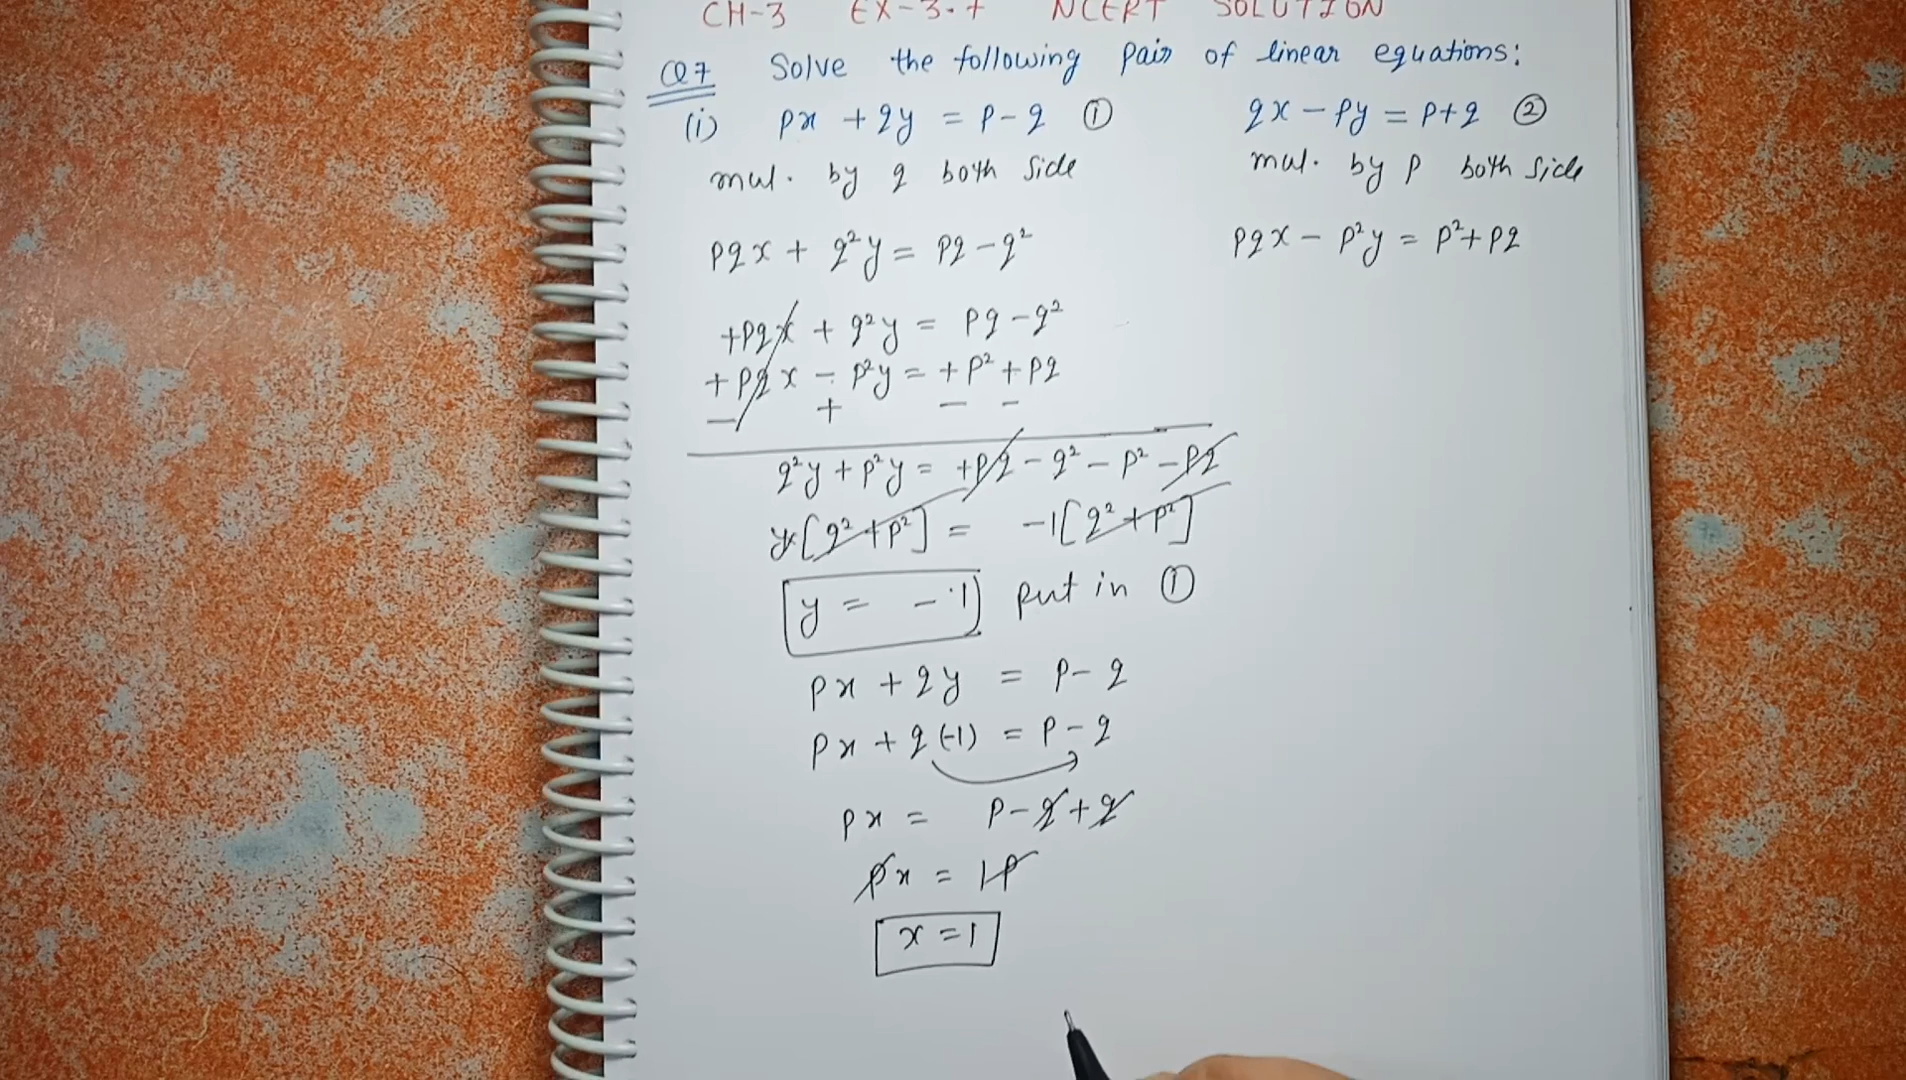 CH-3 EX-3.7 NCERT SOLUTION
Q7 Solve the following pair of linear equations:
(i) px + qy = p - q ① qx - py = p + q ②
mul. by q both side mul. by p both side
pqx + q²y = pq - q² pqx - p²y = p² + pq
+pqx + q²y = pq - q²
+pqx - p²y = +p² + pq
- + - -
q²y + p²y = +pq - q² - p² - pq
y[q² + p²] = -1[q² + p²]
y = -1 put in ①
px + qy = p - q
px + q(-1) = p - q
px = p - q + q
px = 1p
x = 1